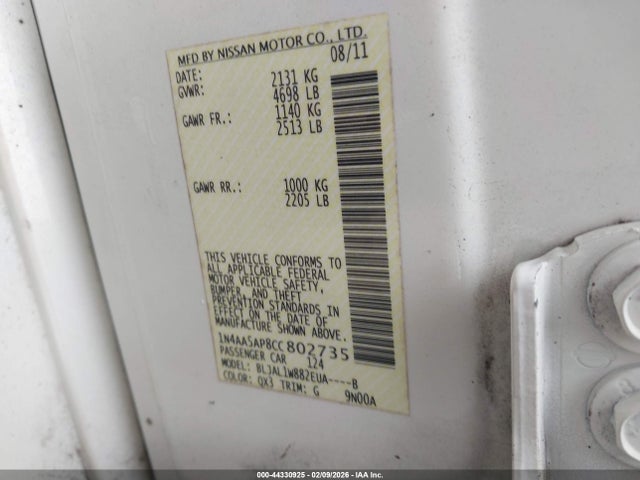 MFD BY NISSAN MOTOR CO., LTD.
DATE: 08/11
GVWR: 2131 KG
4698 LB
GAWR FR.: 1140 KG
2513 LB
GAWR RR.: 1000 KG
2205 LB
THIS VEHICLE CONFORMS TO
ALL APPLICABLE FEDERAL
MOTOR VEHICLE SAFETY,
BUMPER, AND THEFT
PREVENTION STANDARDS IN
EFFECT ON THE DATE OF
MANUFACTURE SHOWN ABOVE.
1N4AA5AP8CC802735
PASSENGER CAR 124
MODEL: BLJAL1W882EUA----B
COLOR: QX3 TRIM: G 9N00A
000-44330925 - 02/09/2026 - IAA Inc.